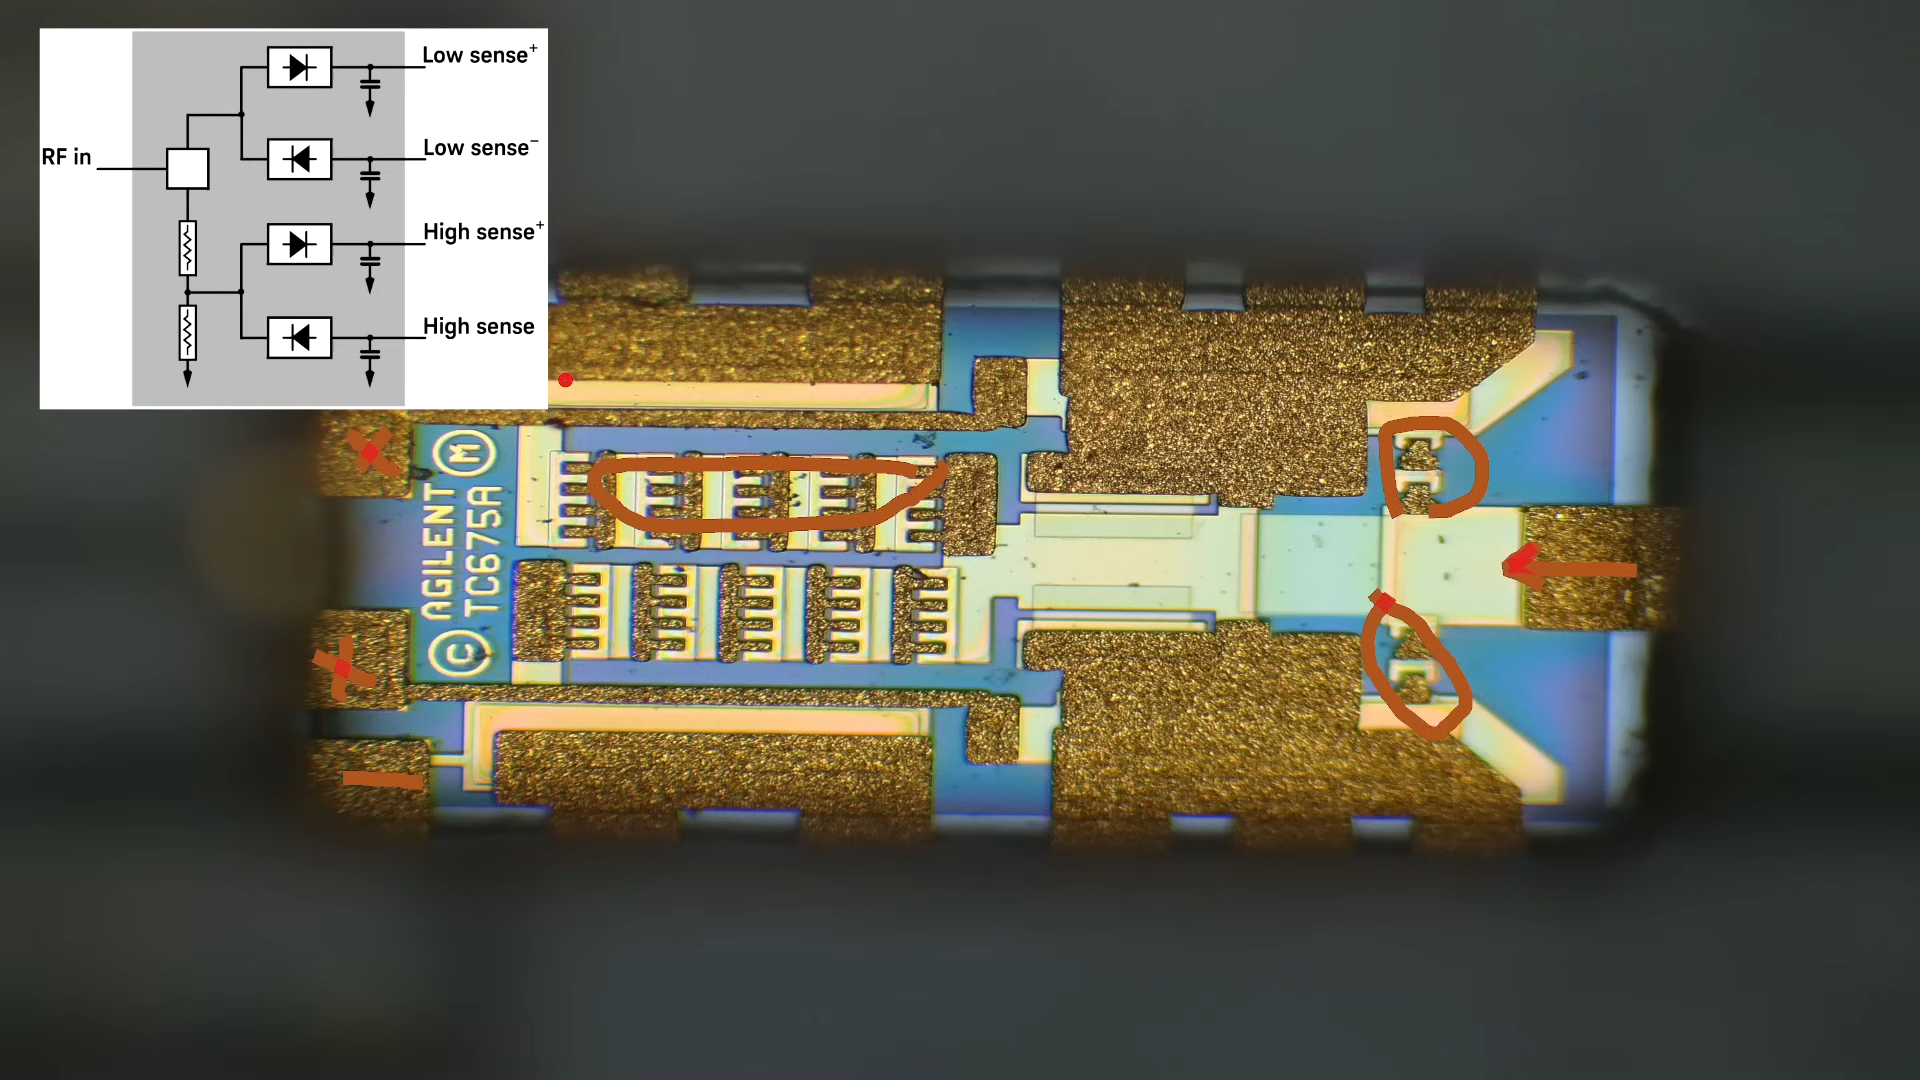 Low sense+
RF in
Low sense−
High sense+
High sense
© AGILENT Ⓜ
TC675A